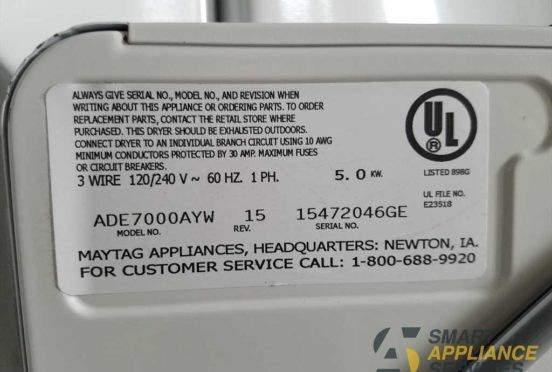 ALWAYS GIVE SERIAL NO., MODEL NO., AND REVISION WHEN
WRITING ABOUT THIS APPLIANCE OR ORDERING PARTS. TO ORDER
REPLACEMENT PARTS, CONTACT THE RETAIL STORE WHERE
PURCHASED. THIS DRYER SHOULD BE EXHAUSTED OUTDOORS.
CONNECT DRYER TO AN INDIVIDUAL BRANCH CIRCUIT USING 10 AWG
MINIMUM CONDUCTORS PROTECTED BY 30 AMP. MAXIMUM FUSES
OR CIRCUIT BREAKERS.
3 WIRE 120/240 V ~ 60 HZ. 1 PH. 5.0 KW.
UL
®
LISTED 898G
UL FILE NO.
E23518
ADE7000AYW 15 15472046GE
MODEL NO. REV. SERIAL NO.
MAYTAG APPLIANCES, HEADQUARTERS: NEWTON, IA.
FOR CUSTOMER SERVICE CALL: 1-800-688-9920
SMART
APPLIANCE
SERVICES